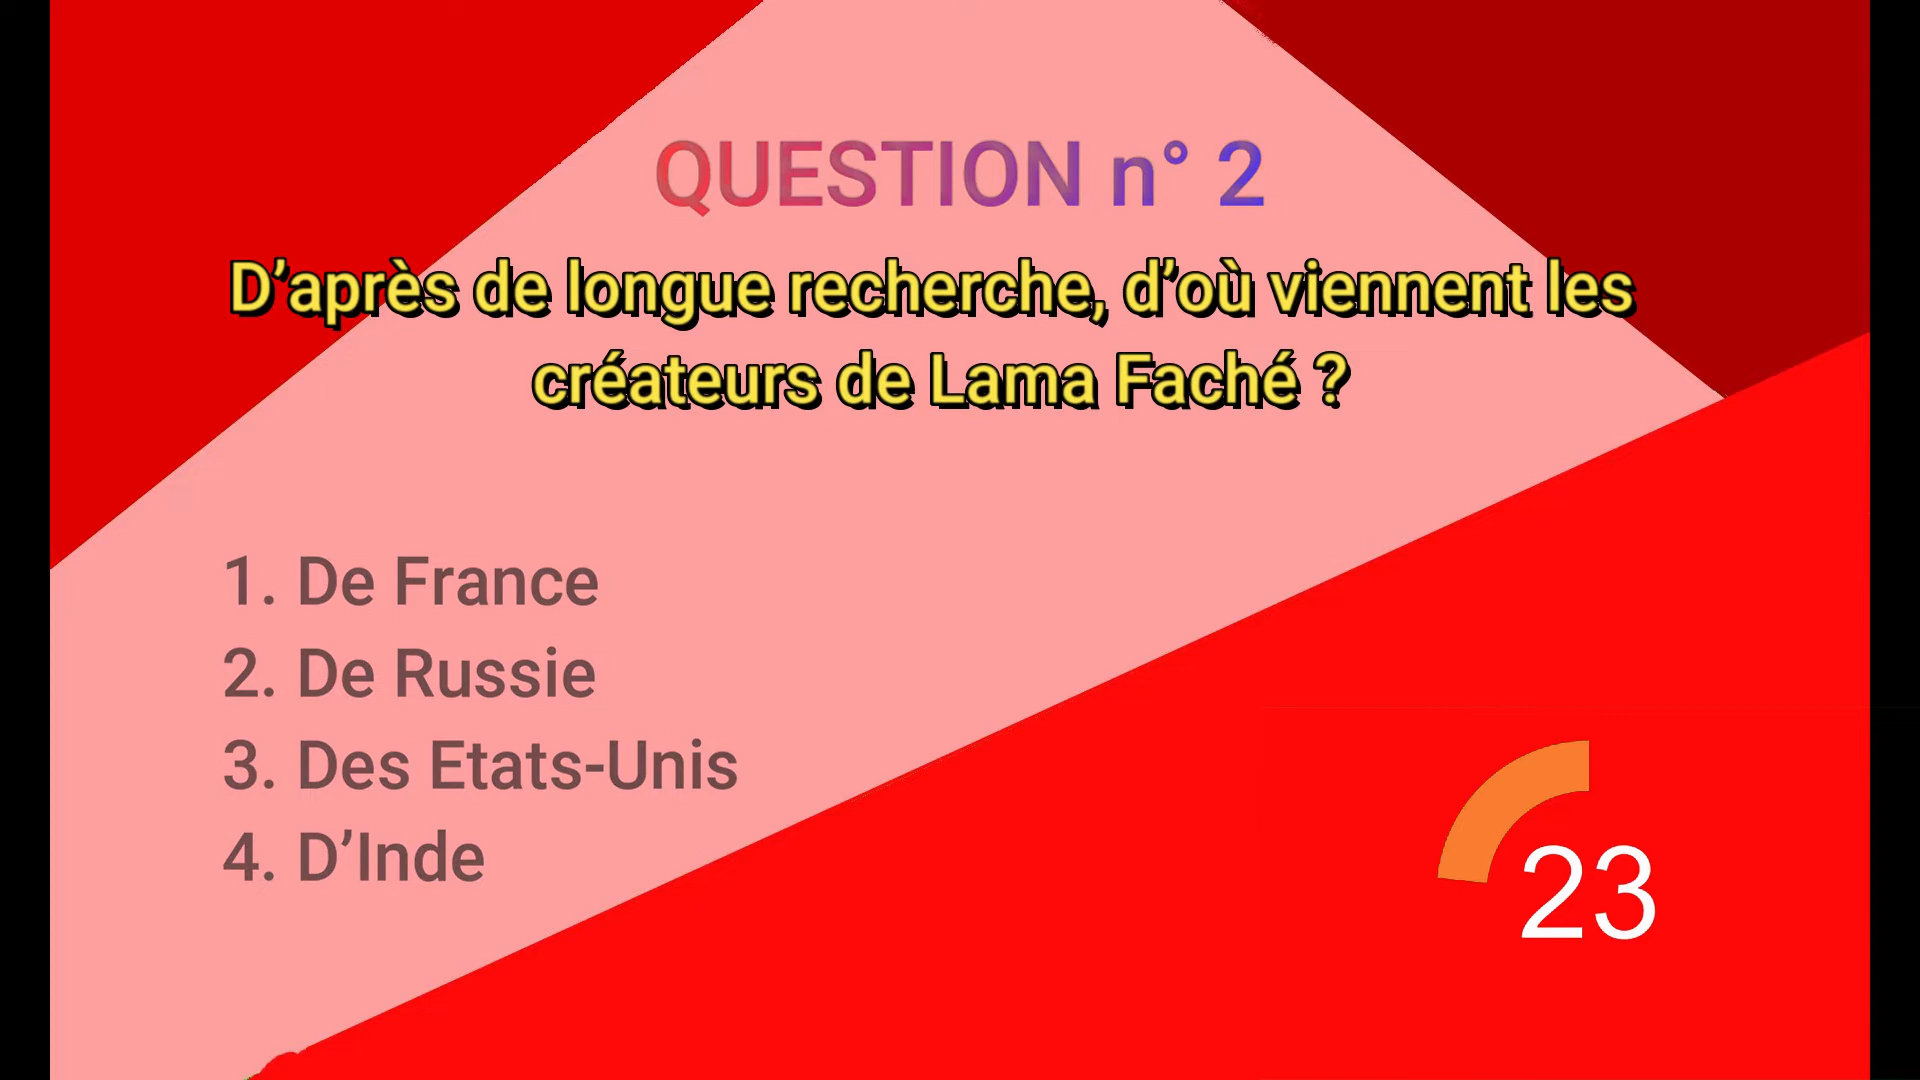 QUESTION n° 2
D’après de longue recherche, d’où viennent les
créateurs de Lama Faché ?
1. De France
2. De Russie
3. Des Etats-Unis
4. D’Inde
23